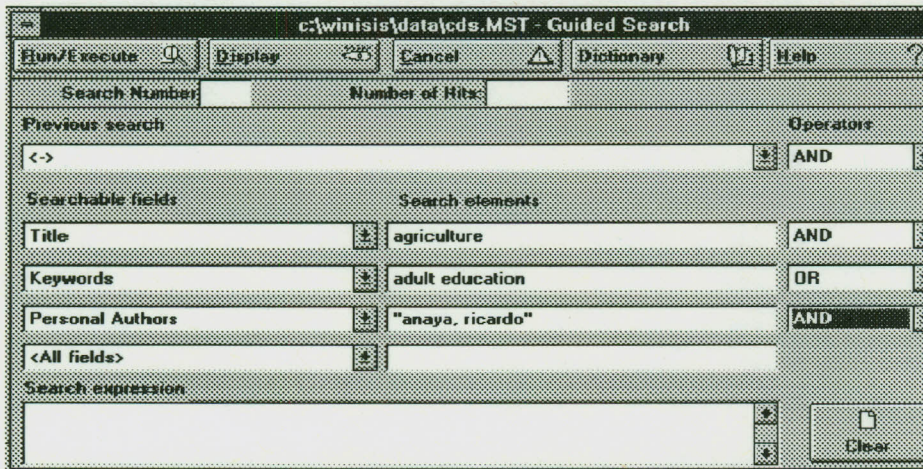 c:\winisis\data\cds.MST - Guided Search
Run/Execute Display Cancel Dictionary Help ?
Search Number Number of Hits:
Previous search Operators
<-> AND
Searchable fields Search elements
Title agriculture AND
Keywords adult education OR
Personal Authors "anaya, ricardo" AND
<All fields>
Search expression
Clear